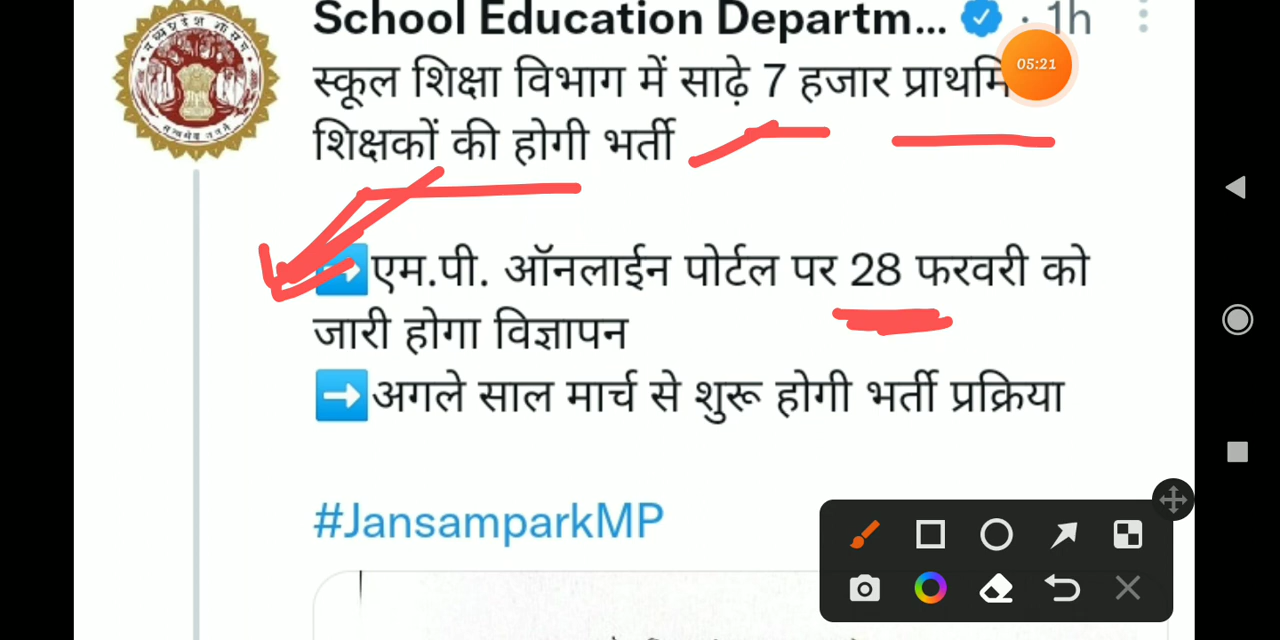 School Education Departm... · 1h
05:21
स्कूल शिक्षा विभाग में साढ़े 7 हजार
शिक्षकों की होगी भर्ती
एम.पी. ऑनलाईन पोर्टल पर 28 फरवरी को
जारी होगा विज्ञापन
अगले साल मार्च से शुरू होगी भर्ती प्रक्रिया
#JansamparkMP